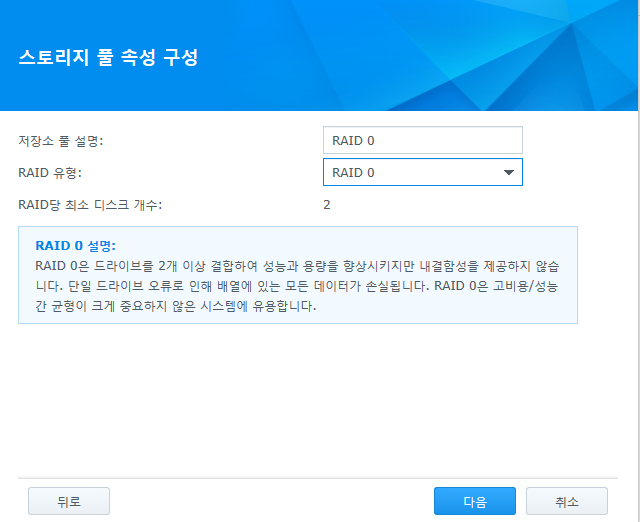 스토리지 풀 속성 구성
저장소 풀 설명: RAID 0
RAID 유형: RAID 0
RAID당 최소 디스크 개수: 2
RAID 0 설명:
RAID 0은 드라이브를 2개 이상 결합하여 성능과 용량을 향상시키지만 내결함성을 제공하지 않습
니다. 단일 드라이브 오류로 인해 배열에 있는 모든 데이터가 손실됩니다. RAID 0은 고비용/성능
간 균형이 크게 중요하지 않은 시스템에 유용합니다.
뒤로 다음 취소